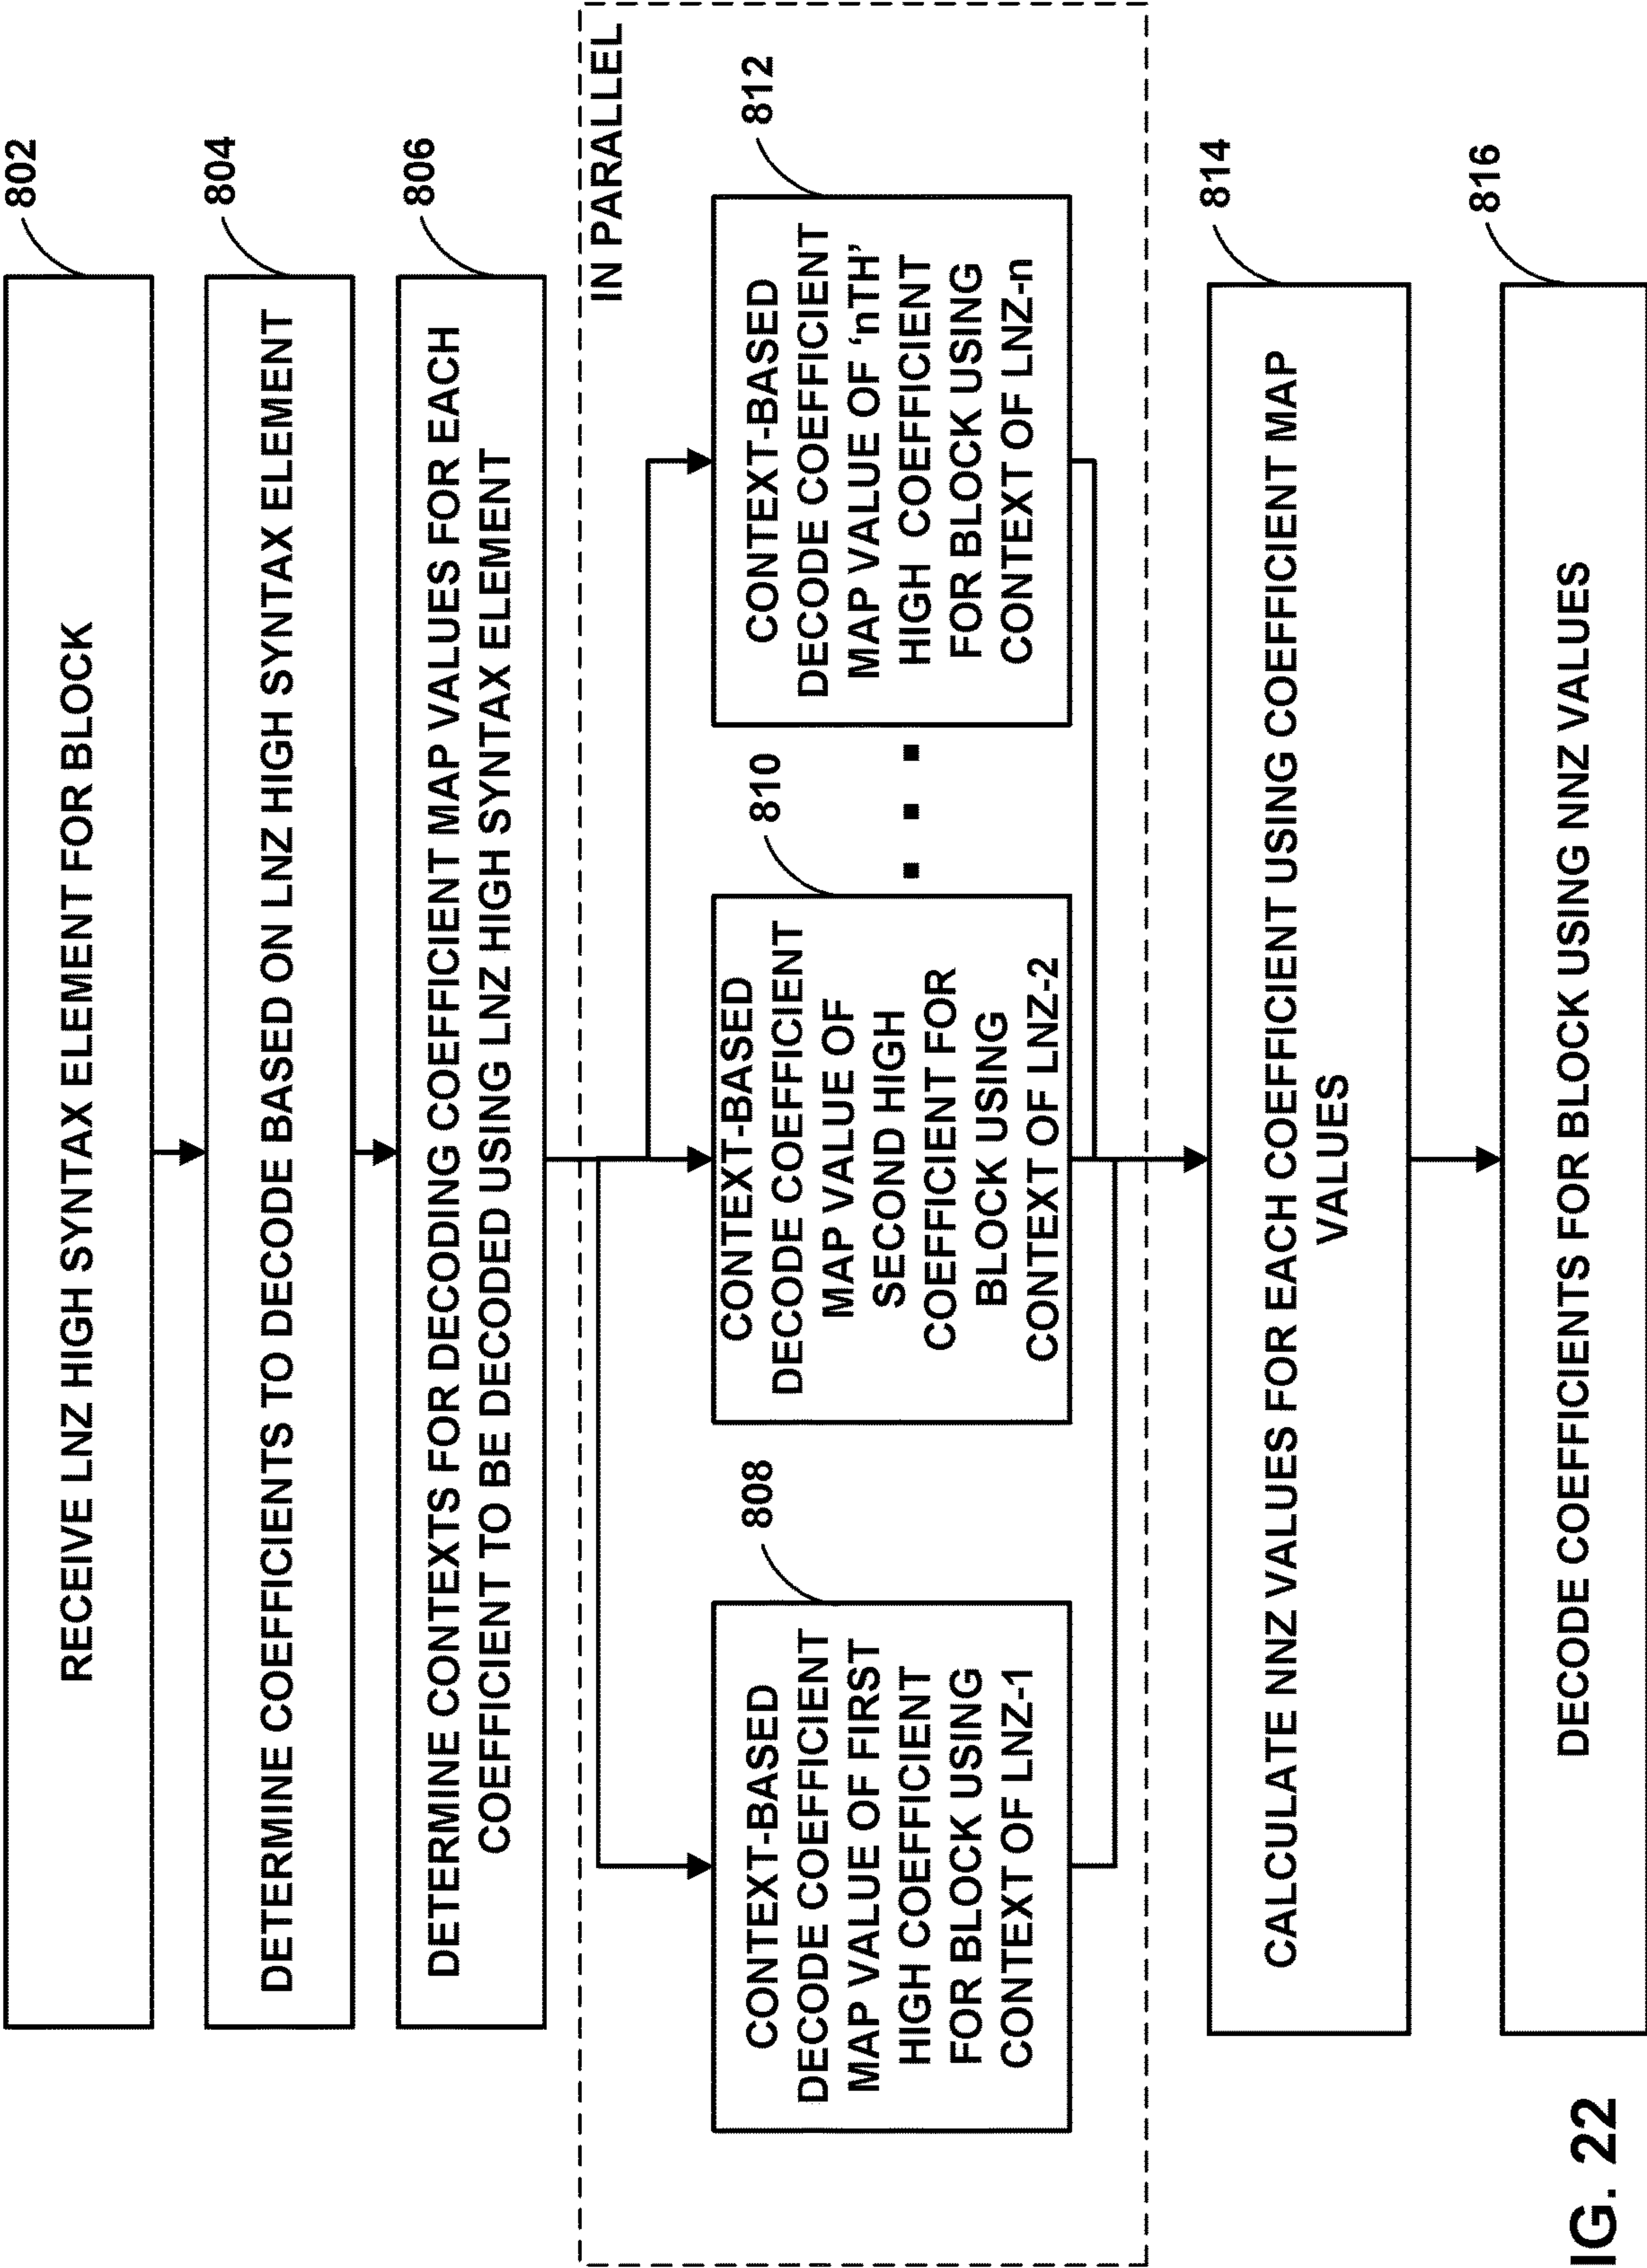 802
RECEIVE LNZ HIGH SYNTAX ELEMENT FOR BLOCK
804
DETERMINE COEFFICIENTS TO DECODE BASED ON LNZ HIGH SYNTAX ELEMENT
806
DETERMINE CONTEXTS FOR DECODING COEFFICIENT MAP VALUES FOR EACH
COEFFICIENT TO BE DECODED USING LNZ HIGH SYNTAX ELEMENT
IN PARALLEL
808
CONTEXT-BASED
DECODE COEFFICIENT
MAP VALUE OF FIRST
HIGH COEFFICIENT
FOR BLOCK USING
CONTEXT OF LNZ-1
810
CONTEXT-BASED
DECODE COEFFICIENT
MAP VALUE OF
SECOND HIGH
COEFFICIENT FOR
BLOCK USING
CONTEXT OF LNZ-2
812
CONTEXT-BASED
DECODE COEFFICIENT
MAP VALUE OF ‘nTH’
HIGH COEFFICIENT
FOR BLOCK USING
CONTEXT OF LNZ-n
814
CALCULATE NNZ VALUES FOR EACH COEFFICIENT USING COEFFICIENT MAP
VALUES
816
DECODE COEFFICIENTS FOR BLOCK USING NNZ VALUES
IG. 22